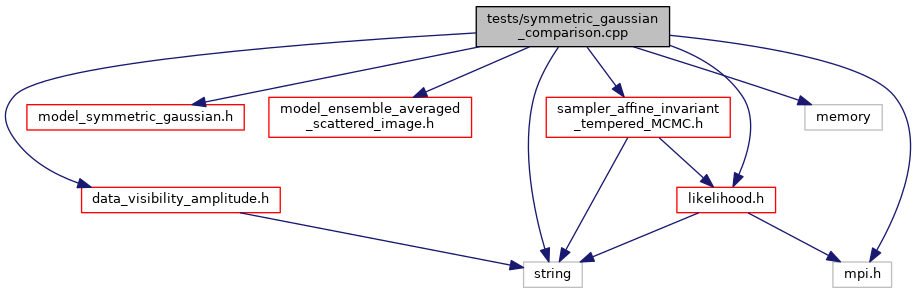 tests/symmetric_gaussian
_comparison.cpp
model_symmetric_gaussian.h
model_ensemble_averaged
_scattered_image.h
sampler_affine_invariant
_tempered_MCMC.h
memory
data_visibility_amplitude.h
likelihood.h
string
mpi.h